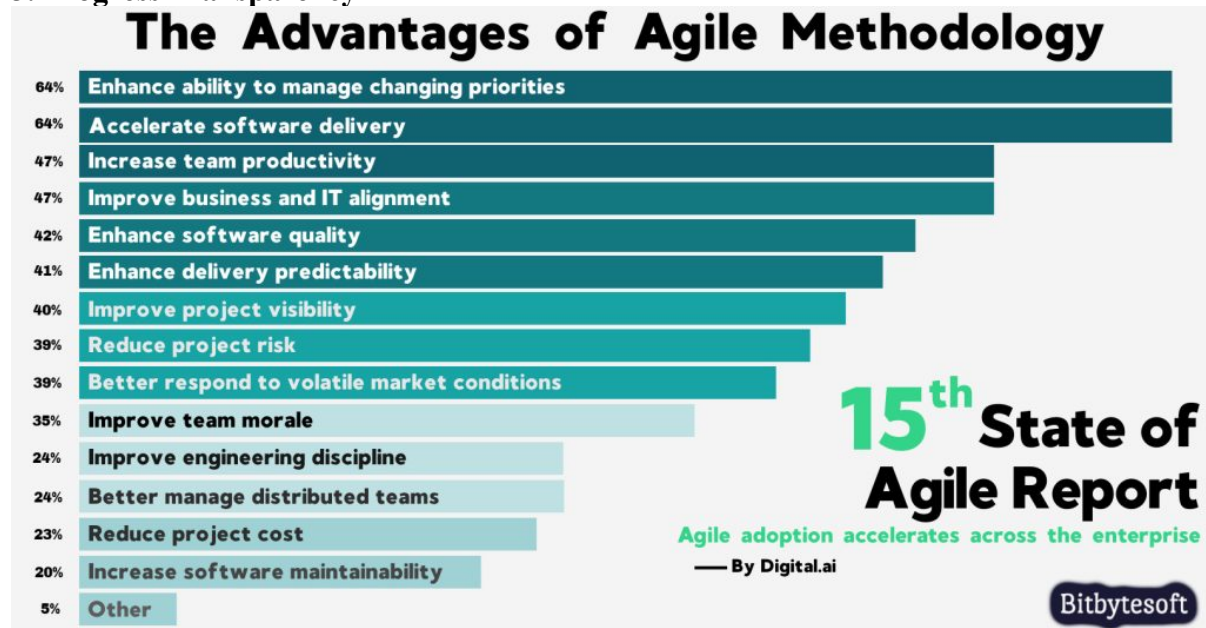 The Advantages of Agile Methodology
64% Enhance ability to manage changing priorities
64% Accelerate software delivery
47% Increase team productivity
47% Improve business and IT alignment
42% Enhance software quality
41% Enhance delivery predictability
40% Improve project visibility
39% Reduce project risk
39% Better respond to volatile market conditions
35% Improve team morale
24% Improve engineering discipline
24% Better manage distributed teams
23% Reduce project cost
20% Increase software maintainability
5% Other
15th State of
Agile Report
Agile adoption accelerates across the enterprise
— By Digital.ai
Bitbytesoft